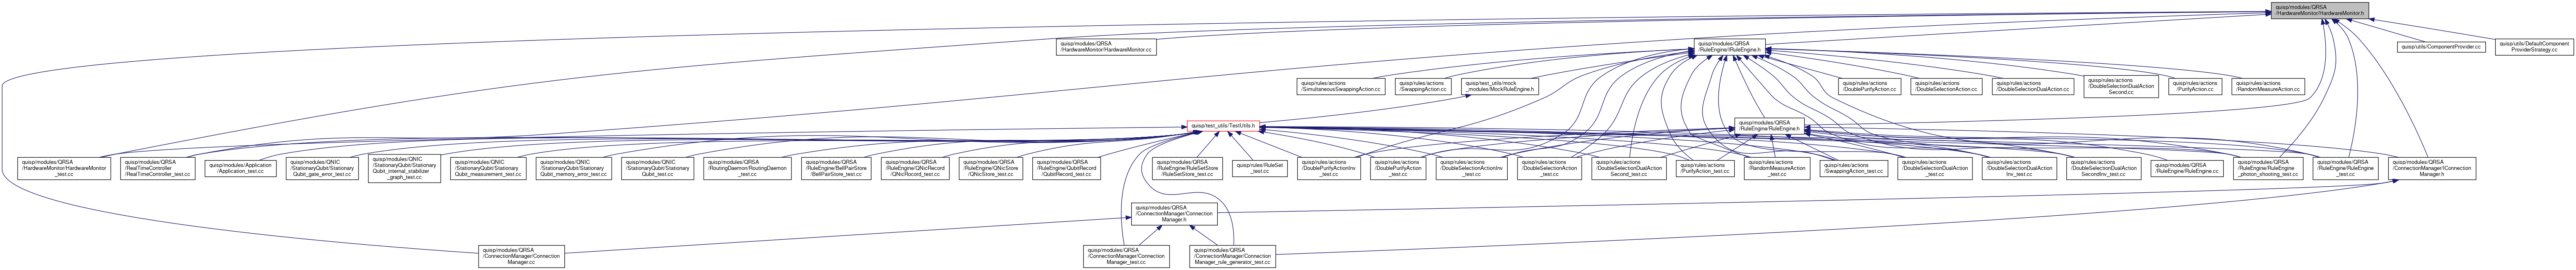 quisp/modules/QRSA
/HardwareMonitor/HardwareMonitor.h
quisp/modules/QRSA
/HardwareMonitor/HardwareMonitor.cc
quisp/modules/QRSA
/RuleEngine/IRuleEngine.h
quisp/utils/ComponentProvider.cc
quisp/utils/DefaultComponent
ProviderStrategy.cc
quisp/rules/actions
/SimultaneousSwappingAction.cc
quisp/rules/actions
/SwappingAction.cc
quisp/test_utils/mock
_modules/MockRuleEngine.h
quisp/rules/actions
/DoublePurifyAction.cc
quisp/rules/actions
/DoubleSelectionAction.cc
quisp/rules/actions
/DoubleSelectionDualAction.cc
quisp/rules/actions
/DoubleSelectionDualAction
Second.cc
quisp/rules/actions
/PurifyAction.cc
quisp/rules/actions
/RandomMeasureAction.cc
quisp/test_utils/TestUtils.h
quisp/modules/QRSA
/RuleEngine/RuleEngine.h
quisp/modules/QRSA
/HardwareMonitor/HardwareMonitor
_test.cc
quisp/modules/QRSA
/RealTimeController
/RealTimeController_test.cc
quisp/modules/Application
/Application_test.cc
quisp/modules/QNIC
/StationaryQubit/Stationary
Qubit_gate_error_test.cc
quisp/modules/QNIC
/StationaryQubit/Stationary
Qubit_internal_stabilizer
_graph_test.cc
quisp/modules/QNIC
/StationaryQubit/Stationary
Qubit_measurement_test.cc
quisp/modules/QNIC
/StationaryQubit/Stationary
Qubit_memory_error_test.cc
quisp/modules/QNIC
/StationaryQubit/Stationary
Qubit_test.cc
quisp/modules/QRSA
/RoutingDaemon/RoutingDaemon
_test.cc
quisp/modules/QRSA
/RuleEngine/BellPairStore
/BellPairStore_test.cc
quisp/modules/QRSA
/RuleEngine/QNicRecord
/QNicRecord_test.cc
quisp/modules/QRSA
/RuleEngine/QNicStore
/QNicStore_test.cc
quisp/modules/QRSA
/RuleEngine/QubitRecord
/QubitRecord_test.cc
quisp/modules/QRSA
/RuleEngine/RuleSetStore
/RuleSetStore_test.cc
quisp/rules/RuleSet
_test.cc
quisp/rules/actions
/DoublePurifyActionInv
_test.cc
quisp/rules/actions
/DoublePurifyAction
_test.cc
quisp/rules/actions
/DoubleSelectionActionInv
_test.cc
quisp/rules/actions
/DoubleSelectionAction
_test.cc
quisp/rules/actions
/DoubleSelectionDualAction
Second_test.cc
quisp/rules/actions
/PurifyAction_test.cc
quisp/rules/actions
/RandomMeasureAction
_test.cc
quisp/rules/actions
/SwappingAction_test.cc
quisp/rules/actions
/DoubleSelectionDualAction
_test.cc
quisp/rules/actions
/DoubleSelectionDualAction
Inv_test.cc
quisp/rules/actions
/DoubleSelectionDualAction
SecondInv_test.cc
quisp/modules/QRSA
/RuleEngine/RuleEngine.cc
quisp/modules/QRSA
/RuleEngine/RuleEngine
_photon_shooting_test.cc
quisp/modules/QRSA
/RuleEngine/RuleEngine
_test.cc
quisp/modules/QRSA
/ConnectionManager/IConnection
Manager.h
quisp/modules/QRSA
/ConnectionManager/Connection
Manager.h
quisp/modules/QRSA
/ConnectionManager/Connection
Manager.cc
quisp/modules/QRSA
/ConnectionManager/Connection
Manager_test.cc
quisp/modules/QRSA
/ConnectionManager/Connection
Manager_rule_generator_test.cc